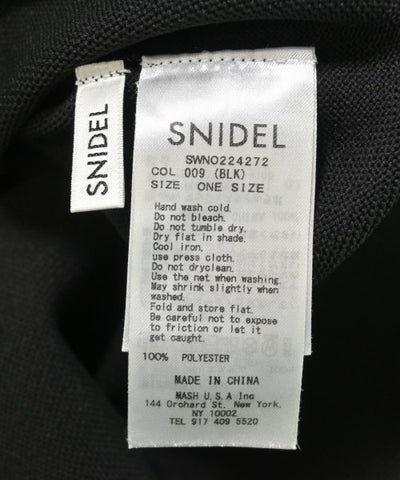 SNIDEL
SNIDEL
SWNO224272
COL 009 (BLK)
SIZE ONE SIZE
Hand wash cold.
Do not bleach.
Do not tumble dry.
Dry flat in shade.
Cool iron,
use press cloth.
Do not dryclean.
Use the net when washing.
May shrink slightly when
washed.
Fold and store flat.
Be careful not to expose
to friction or let it
get caught.
100% POLYESTER
MADE IN CHINA
MASH U.S.A Inc
144 Orchard St. New York,
NY 10002
TEL 917 409 5520